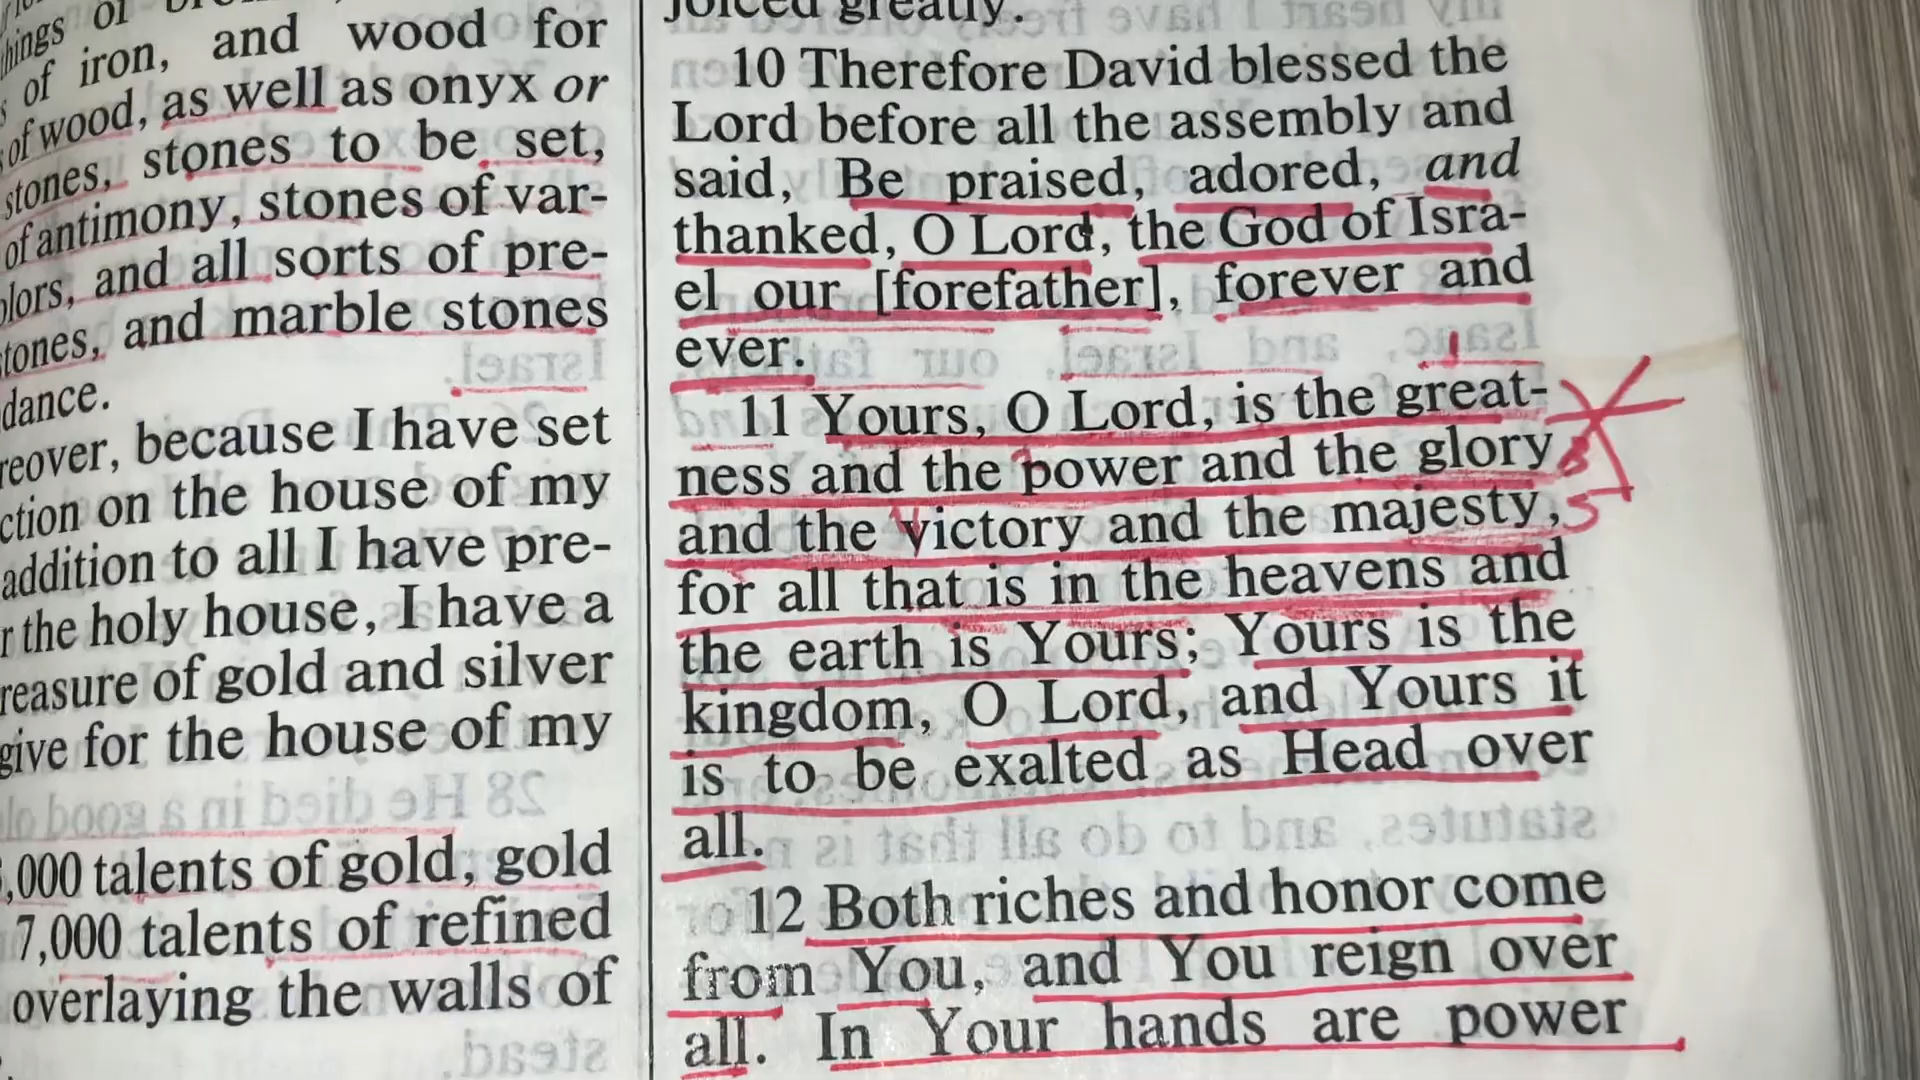 of iron, and wood for
of wood, as well as onyx or
stones, stones to be set,
of antimony, stones of var-
and all sorts of pre-
and marble stones
dance.
because I have set
on the house of my
addition to all I have pre-
the holy house, I have a
of gold and silver
give for the house of my
,000 talents of gold, gold
7,000 talents of refined
overlaying the walls of
joiced greatly.
10 Therefore David blessed the
Lord before all the assembly and
said, Be praised, adored, and
thanked, O Lord, the God of Isra-
el our [forefather], forever and
ever.
11 Yours, O Lord, is the great-
ness and the power and the glory
and the victory and the majesty,
for all that is in the heavens and
the earth is Yours; Yours is the
kingdom, O Lord, and Yours it
is to be exalted as Head over
all.
12 Both riches and honor come
from You, and You reign over
all. In Your hands are power